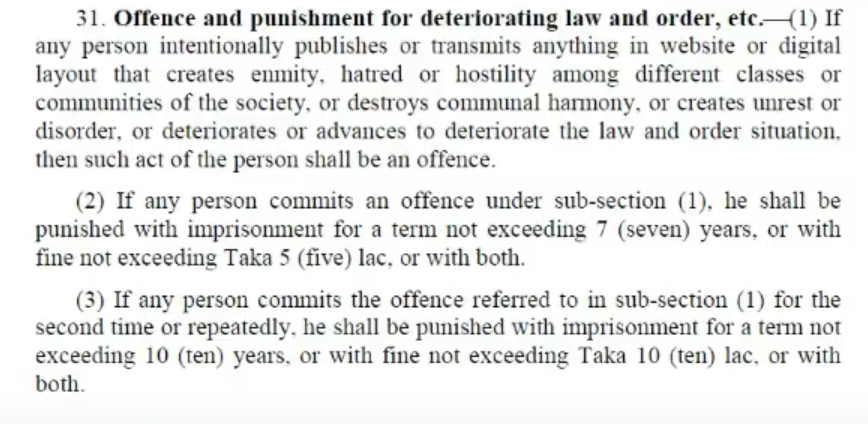 31. Offence and punishment for deteriorating law and order, etc.—(1) If
any person intentionally publishes or transmits anything in website or digital
layout that creates enmity, hatred or hostility among different classes or
communities of the society, or destroys communal harmony, or creates unrest or
disorder, or deteriorates or advances to deteriorate the law and order situation,
then such act of the person shall be an offence.
(2) If any person commits an offence under sub-section (1), he shall be
punished with imprisonment for a term not exceeding 7 (seven) years, or with
fine not exceeding Taka 5 (five) lac, or with both.
(3) If any person commits the offence referred to in sub-section (1) for the
second time or repeatedly, he shall be punished with imprisonment for a term not
exceeding 10 (ten) years, or with fine not exceeding Taka 10 (ten) lac, or with
both.